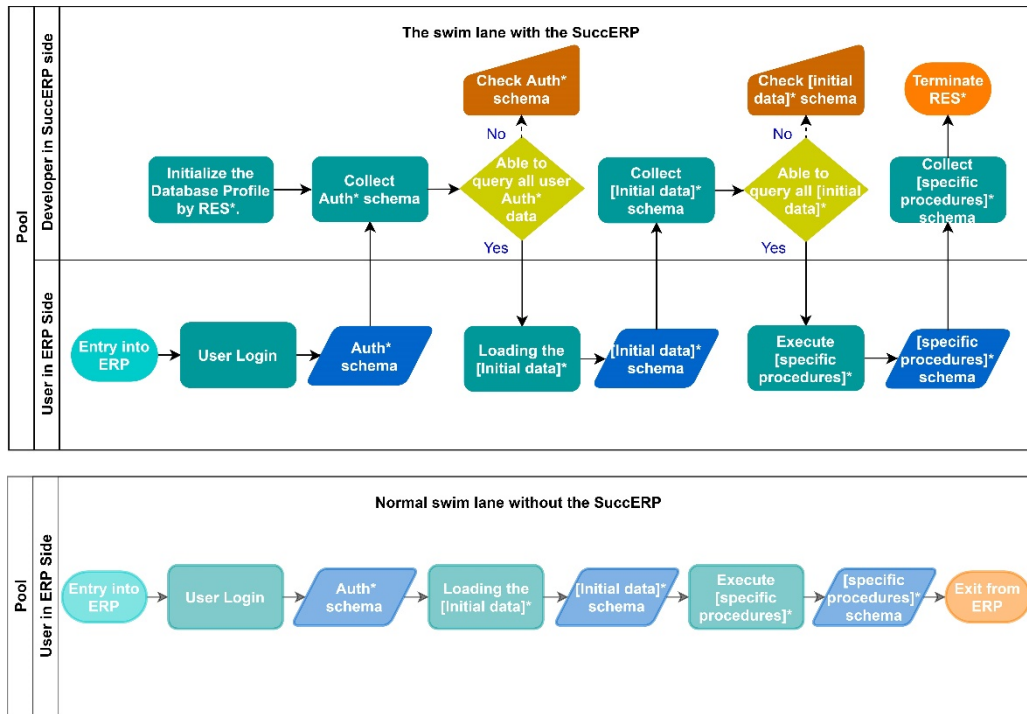 The swim lane with the SuccERP
Pool
Developer in SuccERP side
User in ERP Side
Check Auth*
schema
Check [initial
data]* schema
Terminate
RES*
No
No
Initialize the
Database Profile
by RES*.
Collect
Auth* schema
Able to
query all user
Auth*
data
Collect
[Initial data]*
schema
Able to
query all [initial
data]*
Collect
[specific
procedures]*
schema
Yes
Yes
Entry into
ERP
User Login
Auth*
schema
Loading the
[Initial data]*
[Initial data]*
schema
Execute
[specific
procedures]*
[specific
procedures]*
schema
Normal swim lane without the SuccERP
Pool
User in ERP Side
Entry into
ERP
User Login
Auth*
schema
Loading the
[Initial data]*
[Initial data]*
schema
Execute
[specific
procedures]*
[specific
procedures]*
schema
Exit from
ERP